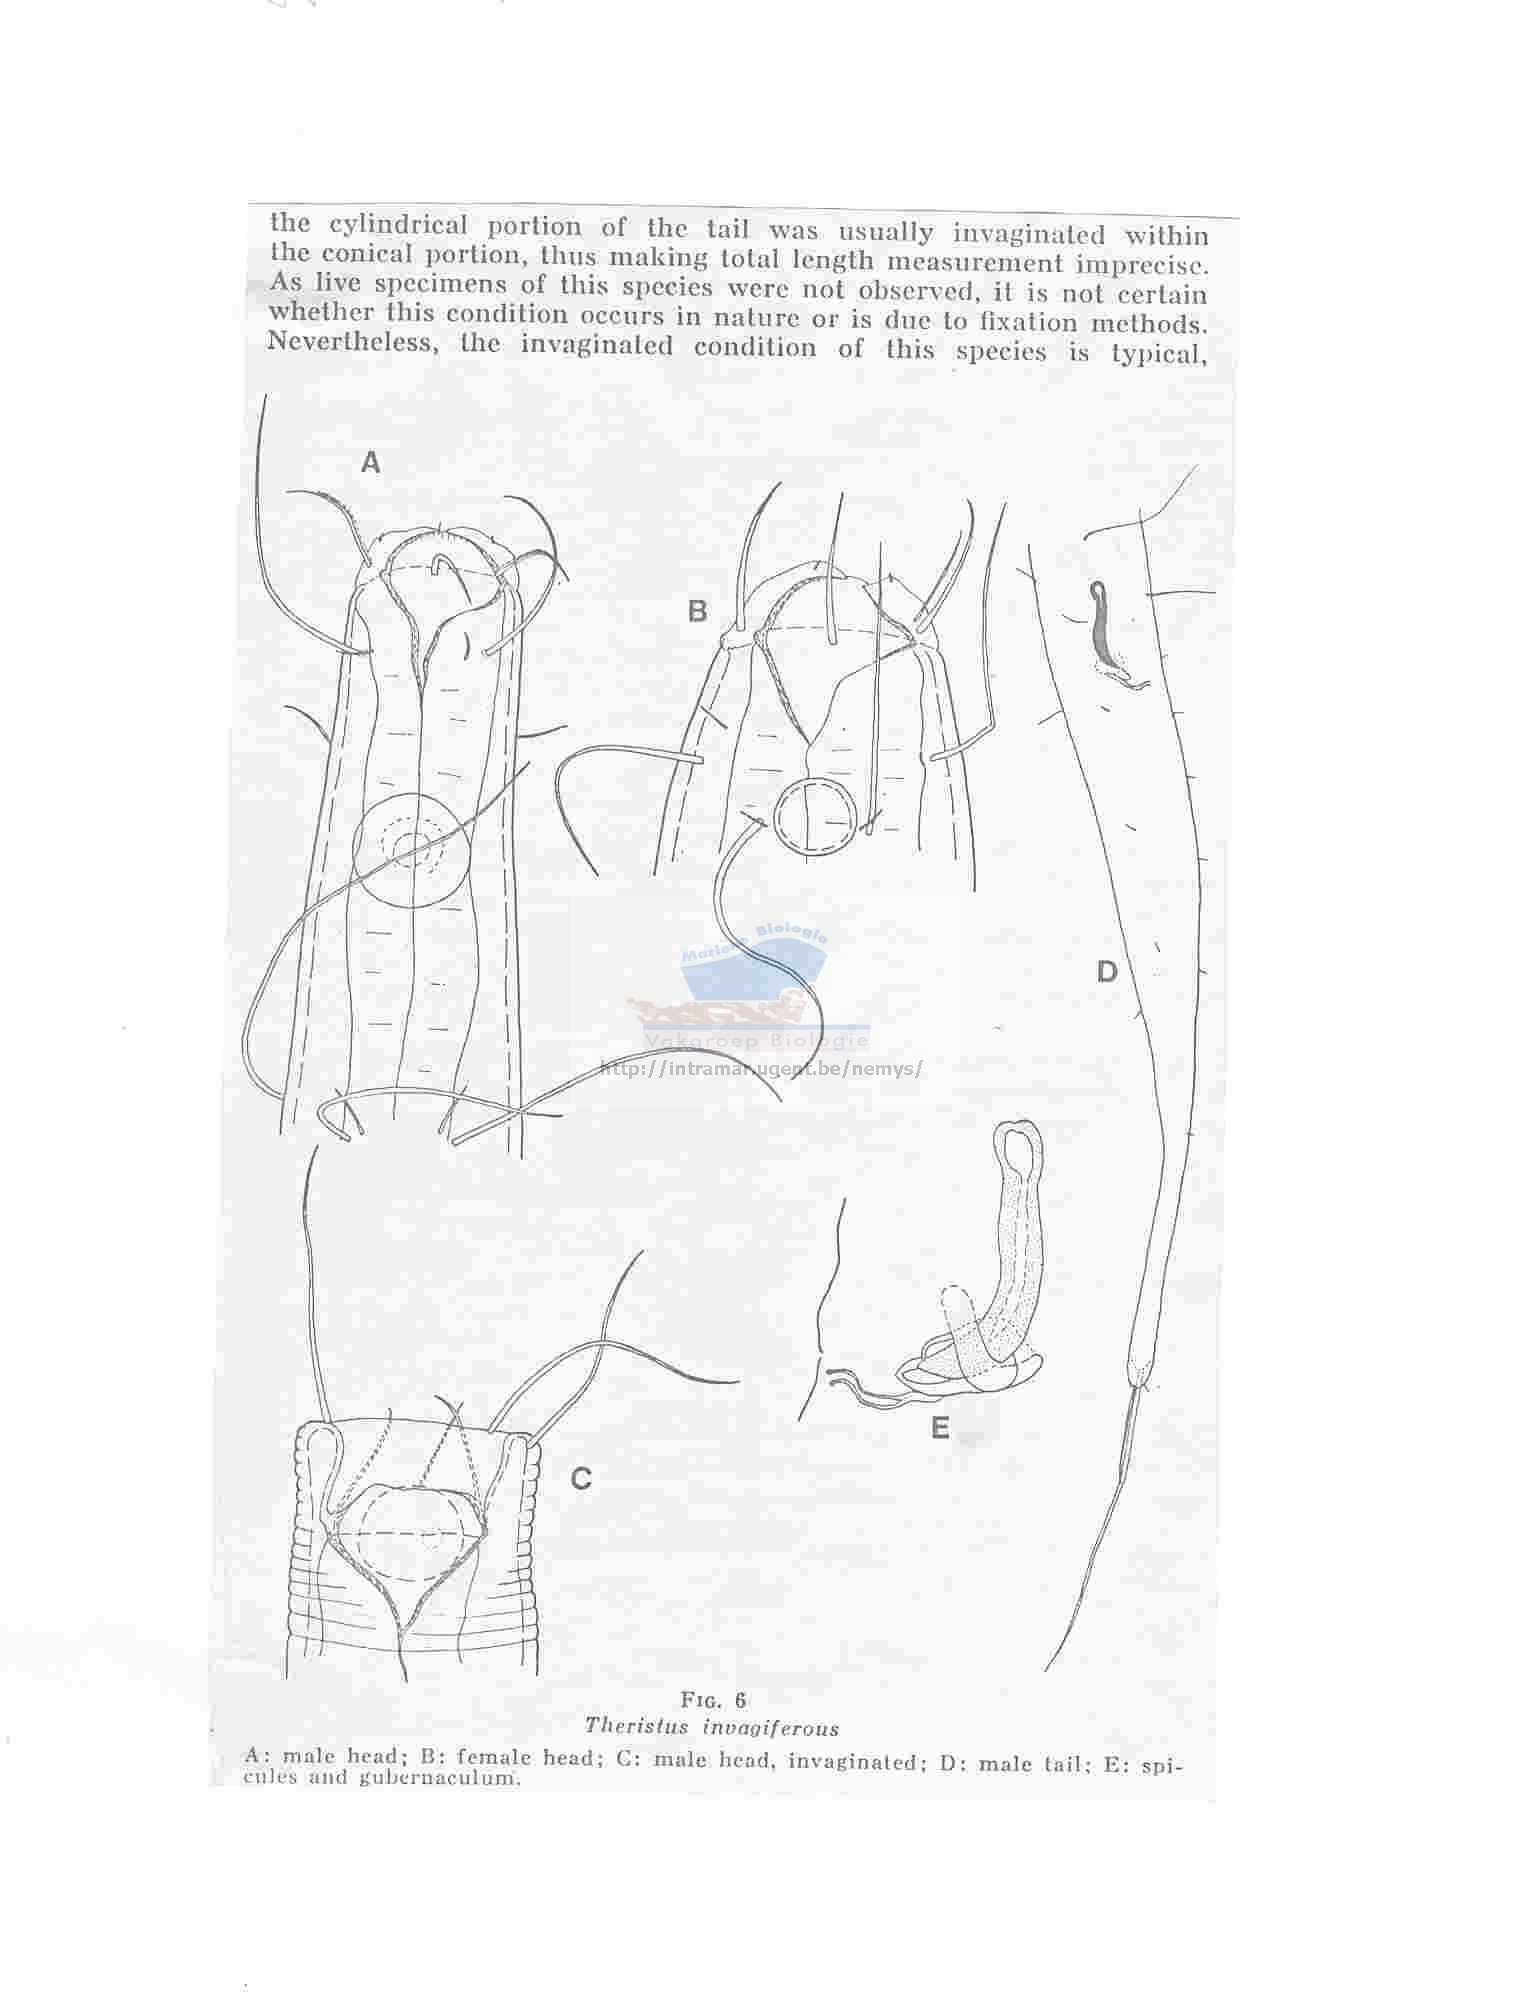 the cylindrical portion of the tail was usually invaginated within
the conical portion, thus making total length measurement imprecise.
As live specimens of this species were not observed, it is not certain
whether this condition occurs in nature or is due to fixation methods.
Nevertheless, the invaginated condition of this species is typical,
A
B
D
Mariene Biologie
Vakgroep Biologie
http://intramar.ugent.be/nemys/
E
C
FIG. 6
Theristus invagiferous
A: male head; B: female head; C: male head, invaginated; D: male tail; E: spi-
cules and gubernaculum.